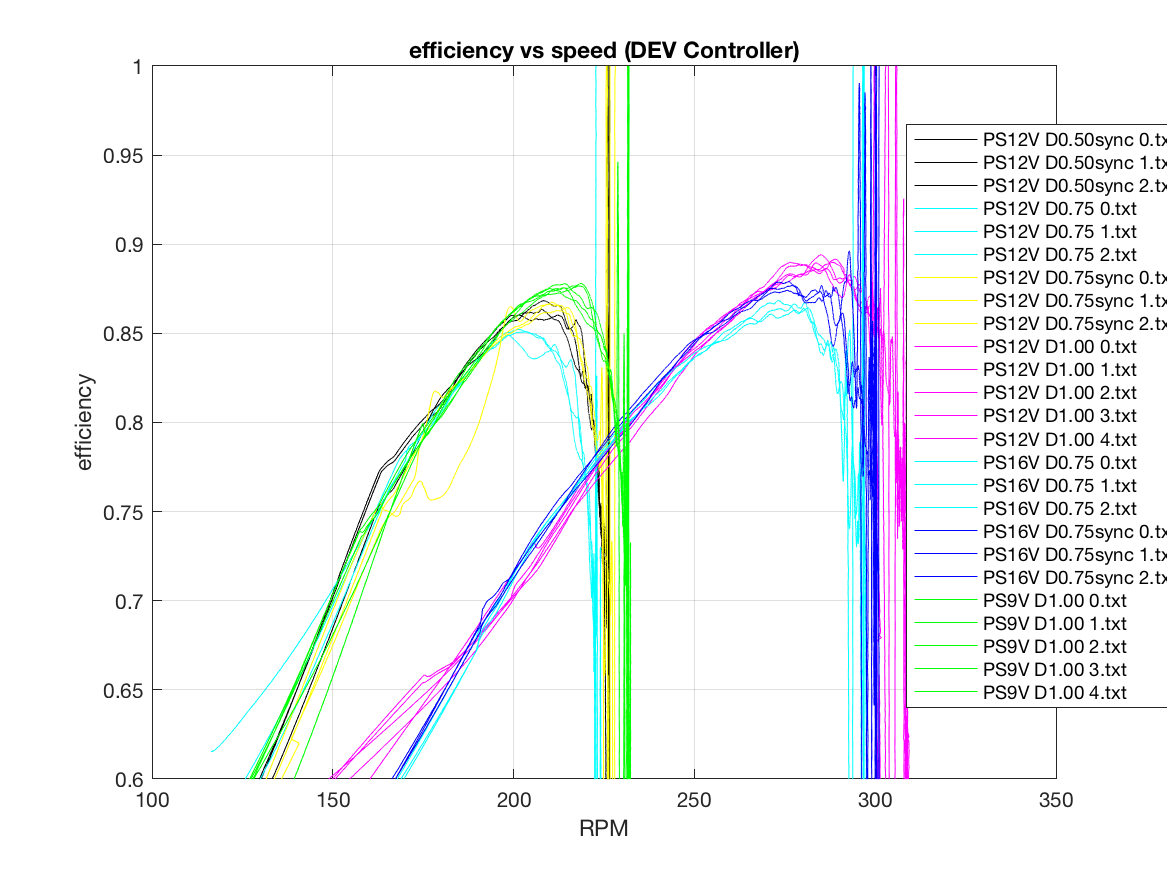 efficiency vs speed (DEV Controller)
1
0.95
0.9
0.85
0.8
0.75
0.7
0.65
0.6
efficiency
100
150
200
250
300
350
RPM
PS12V D0.50sync 0.tx
PS12V D0.50sync 1.tx
PS12V D0.50sync 2.tx
PS12V D0.75 0.txt
PS12V D0.75 1.txt
PS12V D0.75 2.txt
PS12V D0.75sync 0.tx
PS12V D0.75sync 1.tx
PS12V D0.75sync 2.tx
PS12V D1.00 0.txt
PS12V D1.00 1.txt
PS12V D1.00 2.txt
PS12V D1.00 3.txt
PS12V D1.00 4.txt
PS16V D0.75 0.txt
PS16V D0.75 1.txt
PS16V D0.75 2.txt
PS16V D0.75sync 0.tx
PS16V D0.75sync 1.tx
PS16V D0.75sync 2.tx
PS9V D1.00 0.txt
PS9V D1.00 1.txt
PS9V D1.00 2.txt
PS9V D1.00 3.txt
PS9V D1.00 4.txt